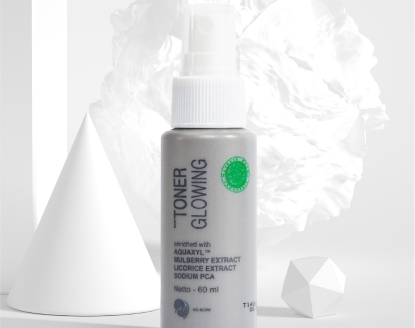 TONER
GLOWING
enriched with
AQUAXYL™
MULBERRY EXTRACT
LICORICE EXTRACT
SODIUM PCA
Netto - 60 ml